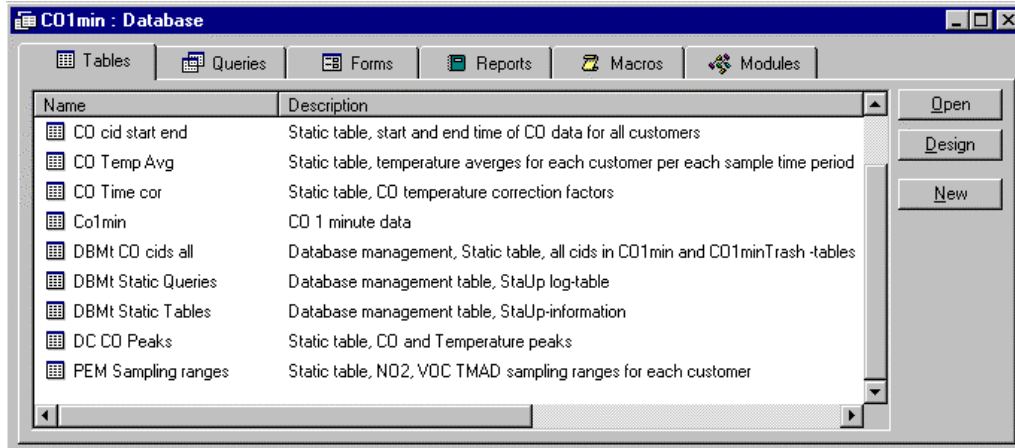 CO1min : Database
Tables Queries Forms Reports Macros Modules
Name Description
CO cid start end Static table, start and end time of CO data for all customers
CO Temp Avg Static table, temperature averges for each customer per each sample time period
CO Time cor Static table, CO temperature correction factors
Co1min CO 1 minute data
DBMt CO cids all Database management, Static table, all cids in CO1min and CO1minTrash -tables
DBMt Static Queries Database management table, StaUp log-table
DBMt Static Tables Database management table, StaUp-information
DC CO Peaks Static table, CO and Temperature peaks
PEM Sampling ranges Static table, NO2, VOC TMAD sampling ranges for each customer
Open
Design
New